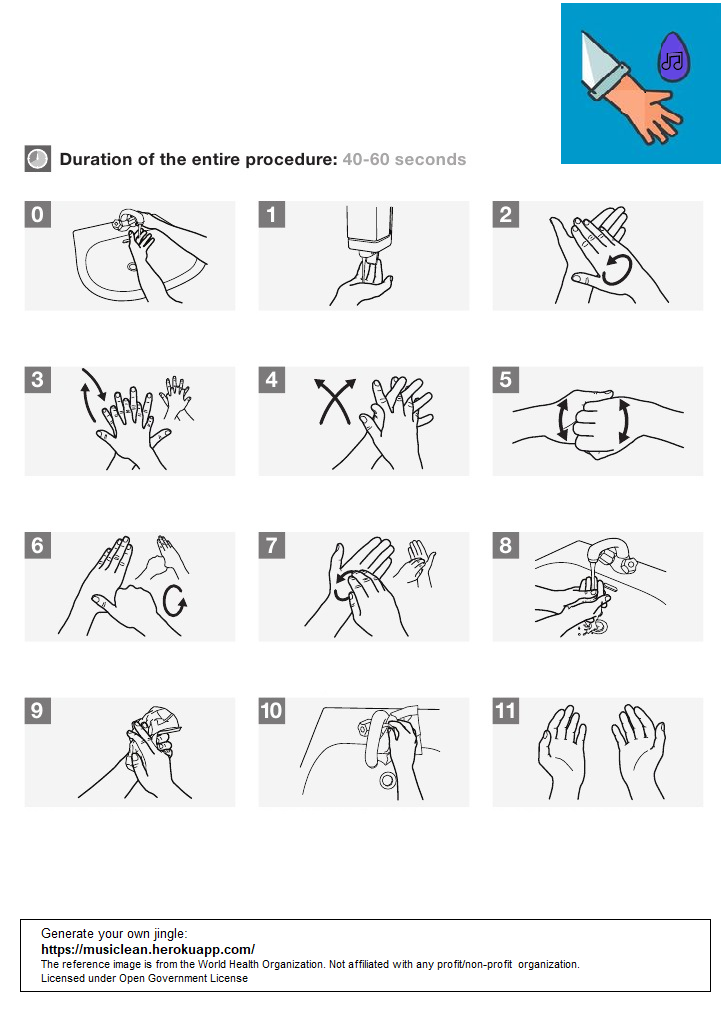 Duration of the entire procedure: 40-60 seconds
0
1
2
3
4
5
6
7
8
9
10
11
Generate your own jingle:
https://musiclean.herokuapp.com/
The reference image is from the World Health Organization. Not affiliated with any profit/non-profit organization.
Licensed under Open Government License